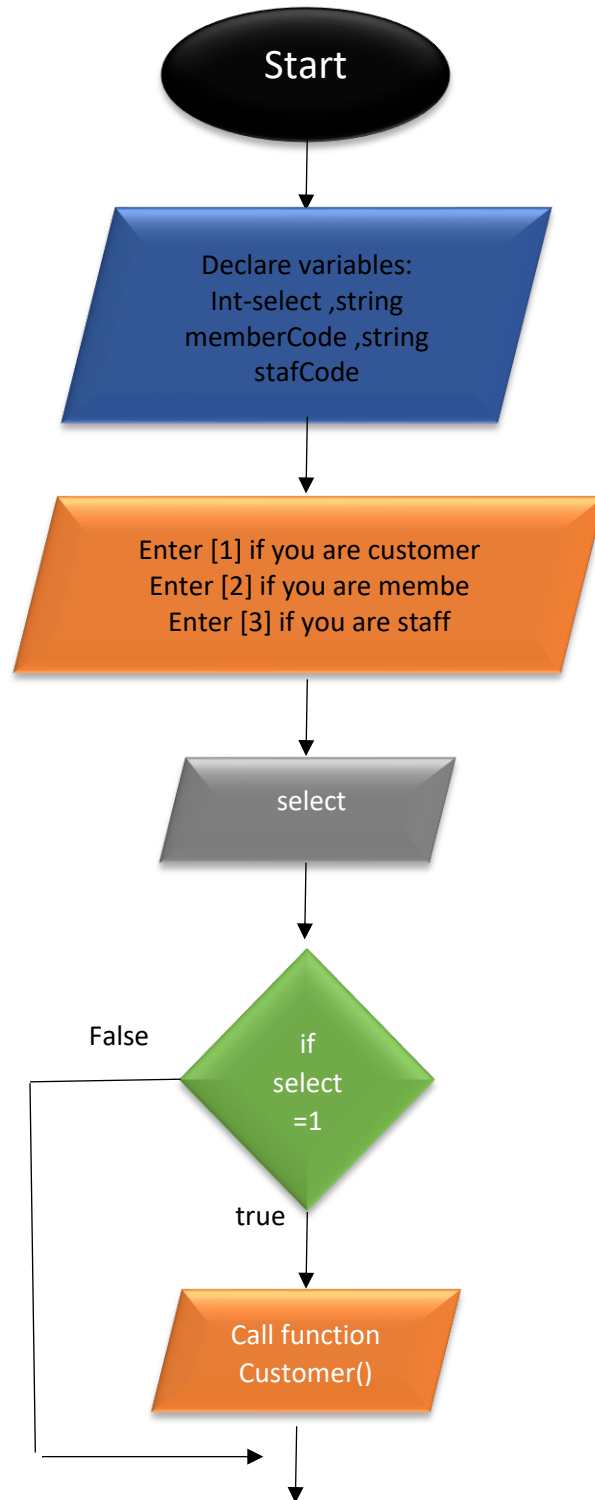 Start
Declare variables:
Int-select ,string
memberCode ,string
stafCode
Enter [1] if you are customer
Enter [2] if you are membe
Enter [3] if you are staff
select
False
if
select
=1
true
Call function
Customer()